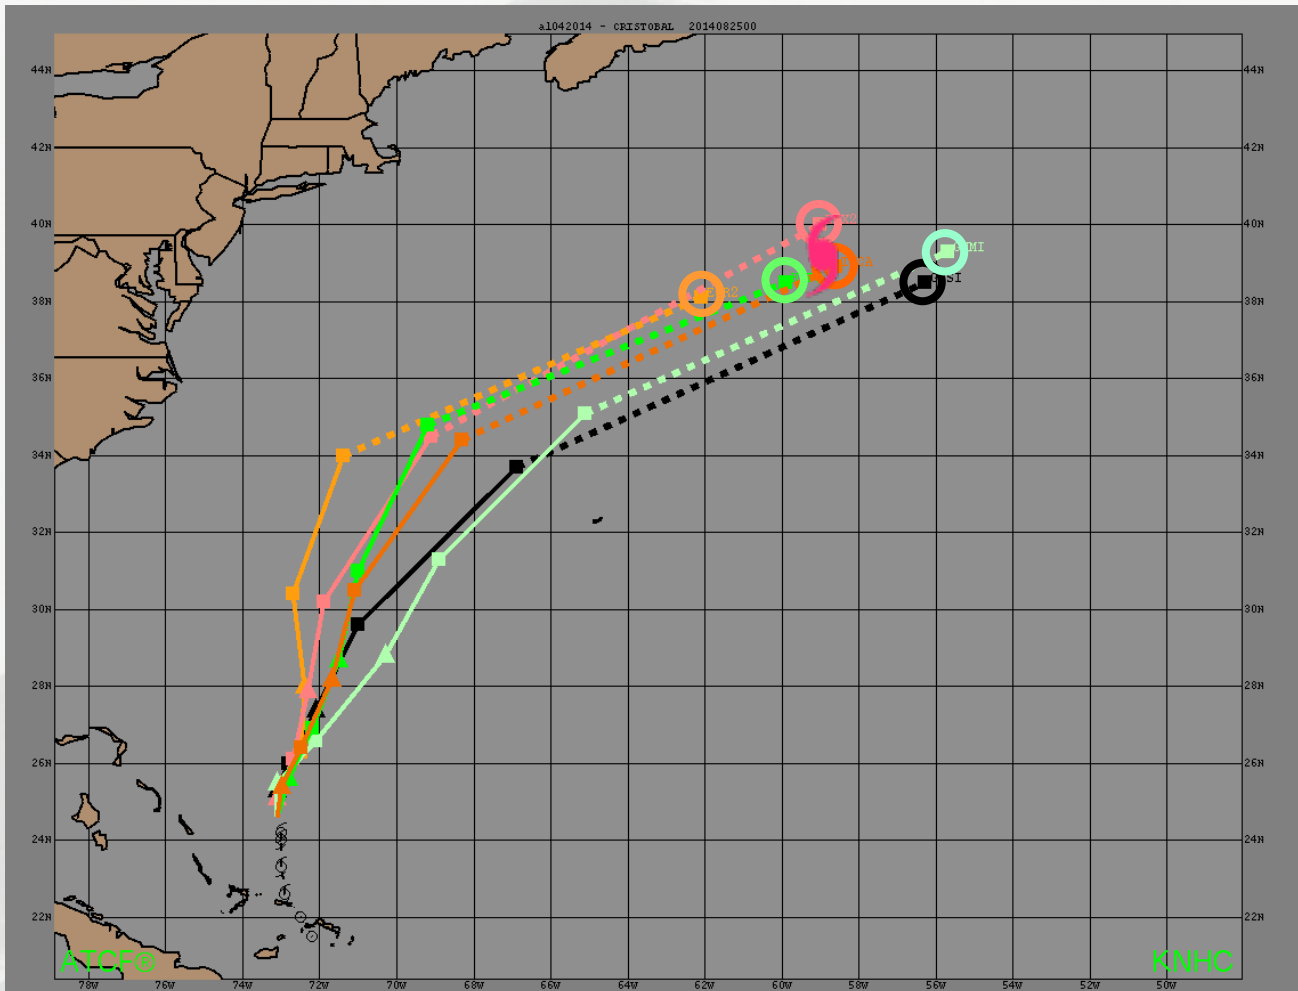 al042014 - CRISTOBAL 2014082500
44N 44N
42N 42N
40N 40N
38N 38N
36N 36N
34N 34N
32N 32N
30N 30N
28N 28N
26N 26N
24N 24N
22N 22N
ATCF® KNHC
78W 76W 74W 72W 70W 68W 66W 64W 62W 60W 58W 56W 54W 52W 50W